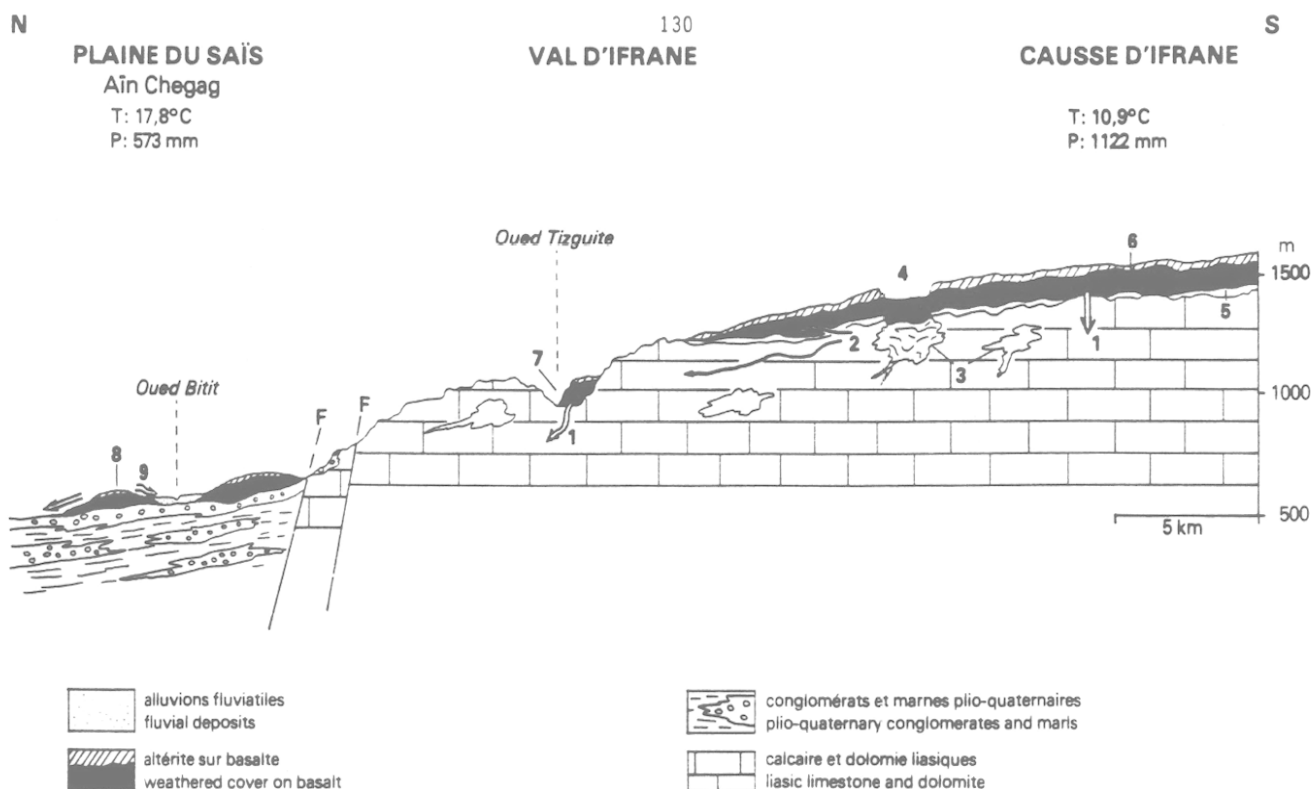 N
130
S
PLAINE DU SAÏS
Aïn Chegag
T: 17,8°C
P: 573 mm
VAL D'IFRANE
CAUSSE D'IFRANE
T: 10,9°C
P: 1122 mm
Oued Tizguite
Oued Bitit
m
1500
1000
500
5 km
6
4
5
1
2
3
7
1
F
F
8
9
alluvions fluviatiles
fluvial deposits
altérite sur basalte
weathered cover on basalt
conglomérats et marnes plio-quaternaires
plio-quaternary conglomerates and marls
calcaire et dolomie liasiques
liasic limestone and dolomite